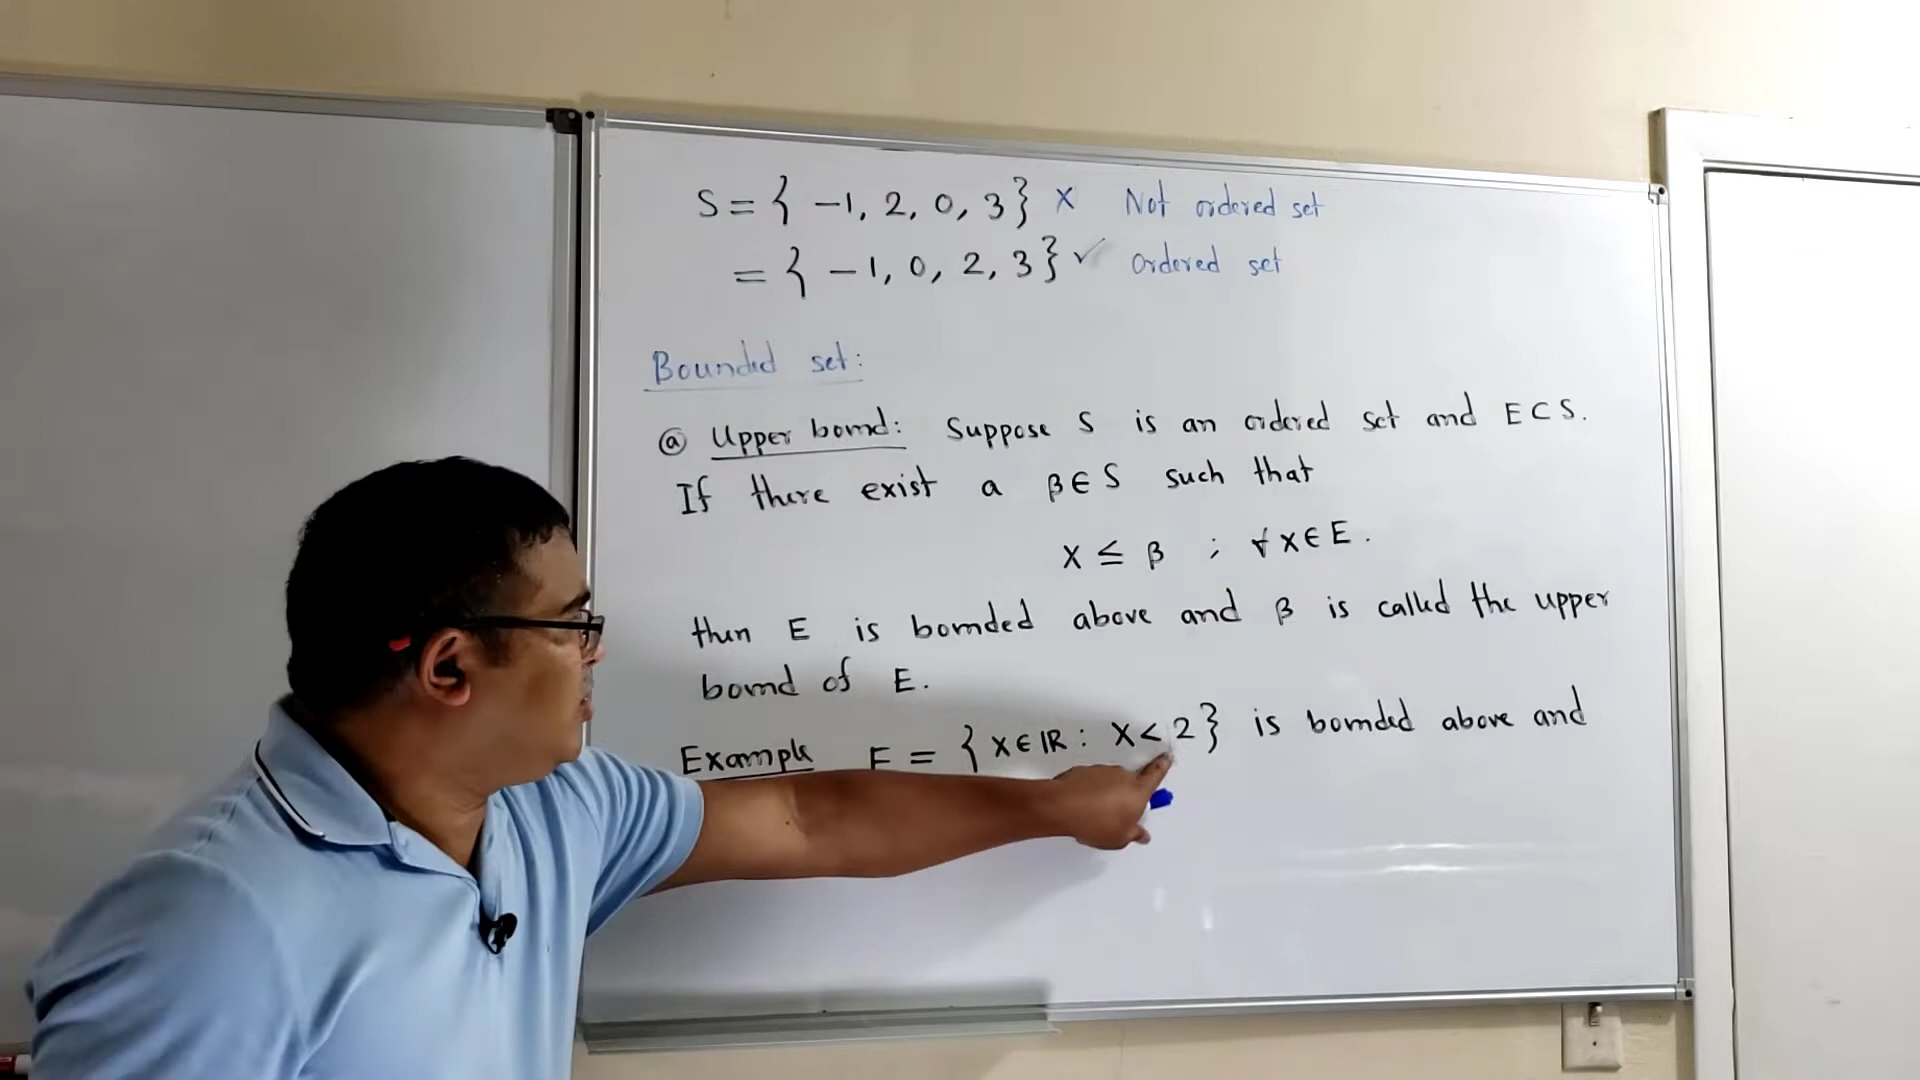 S = { -1, 2, 0, 3 } × Not ordered set
= { -1, 0, 2, 3 } ✓ Ordered set
Bounded set:
ⓐ Upper bound: Suppose S is an ordered set and E ⊂ S.
If there exist a β ∈ S such that
x ≤ β ; ∀ x ∈ E.
then E is bounded above and β is called the upper
bound of E.
Example E = { x ∈ ℝ : x < 2 } is bounded above and